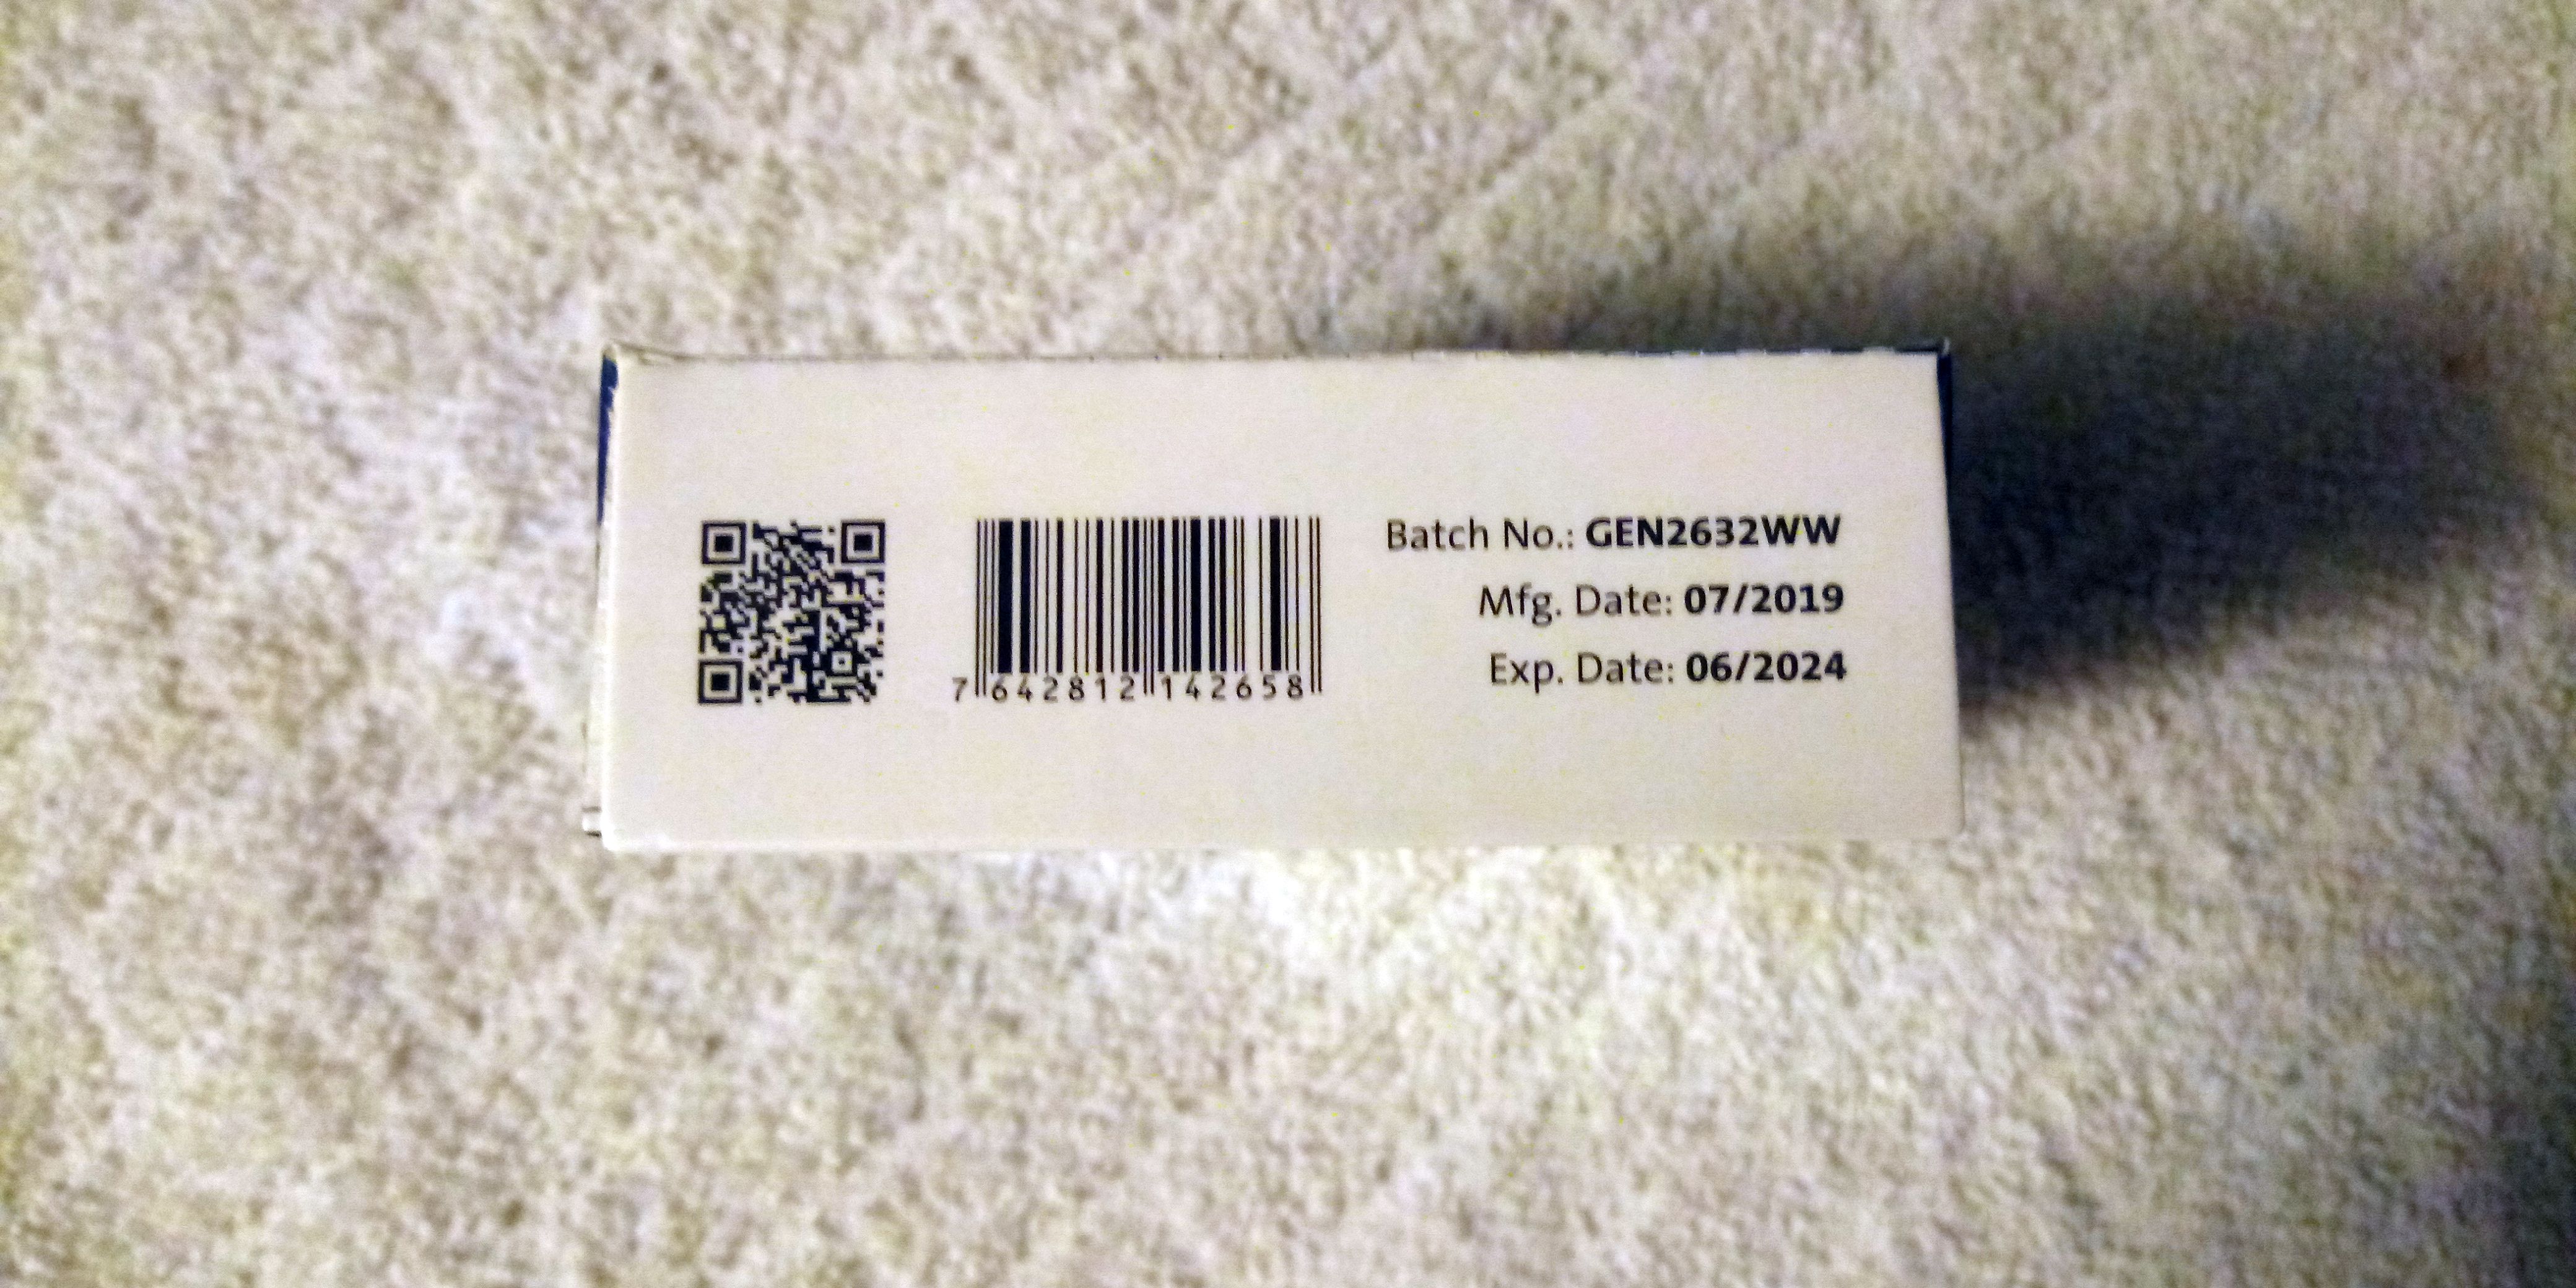 Batch No.: GEN2632WW
Mfg. Date: 07/2019
Exp. Date: 06/2024
7 642812 142658